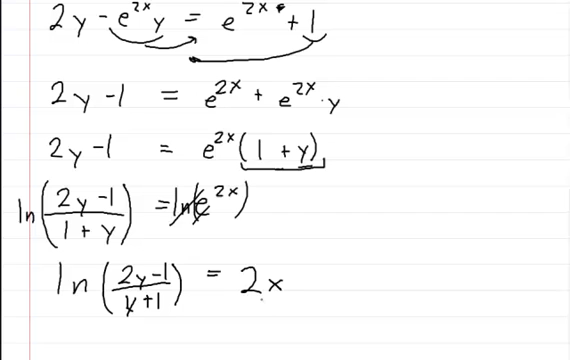 2y - e^{2x}y = e^{2x} + 1
2y - 1 = e^{2x} + e^{2x} · y
2y - 1 = e^{2x}(1 + y)
ln((2y - 1)/(1 + y)) = ln(e^{2x})
ln((2y - 1)/(y + 1)) = 2x